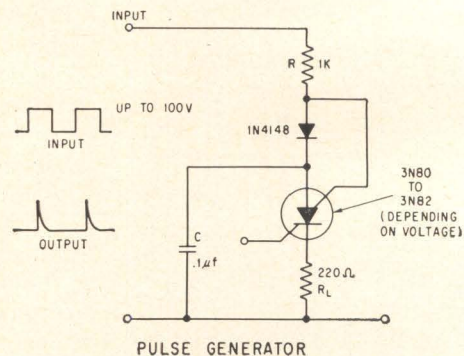 INPUT
R
1K
UP TO 100V
INPUT
1N4148
3N80
TO
3N82
(DEPENDING
ON VOLTAGE)
OUTPUT
C
.1μf
220Ω
RL
PULSE GENERATOR